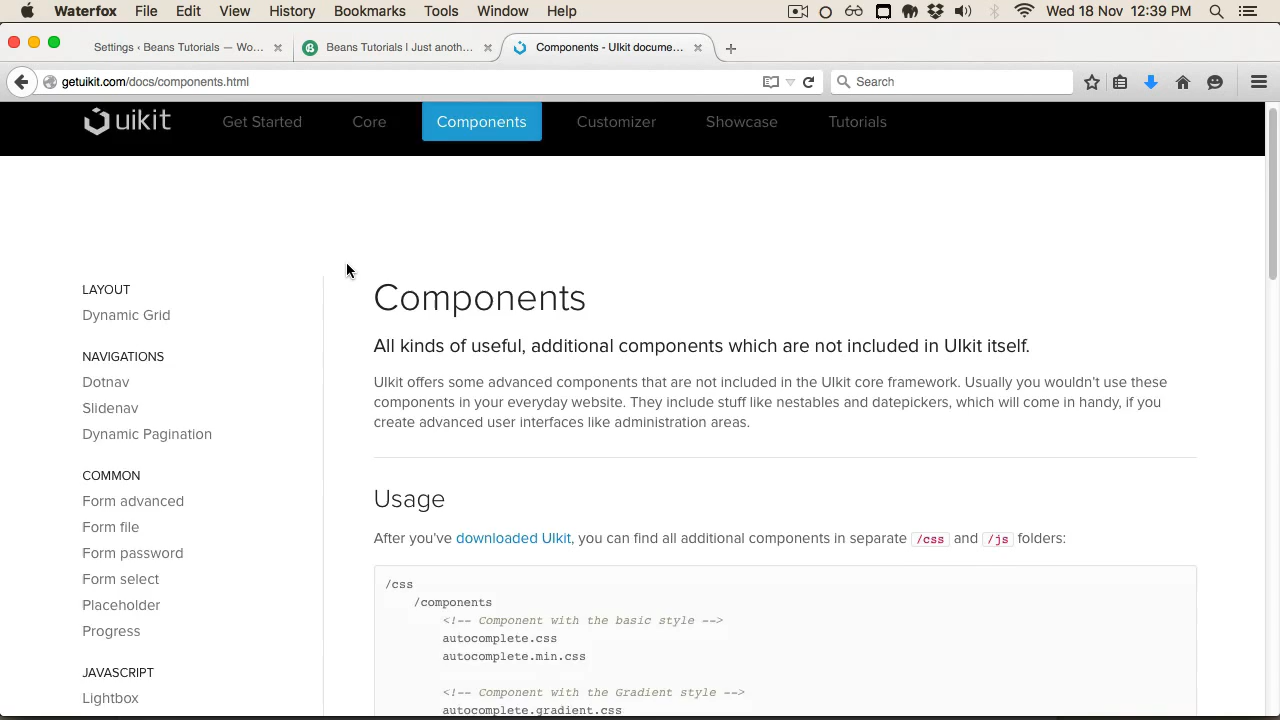 Waterfox File Edit View History Bookmarks Tools Window Help Wed 18 Nov 12:39 PM
Settings ‹ Beans Tutorials — Wo...
Beans Tutorials | Just anoth...
Components - UIkit docume...
getuikit.com/docs/components.html
Search
uikit Get Started Core Components Customizer Showcase Tutorials
LAYOUT
Dynamic Grid
NAVIGATIONS
Dotnav
Slidenav
Dynamic Pagination
COMMON
Form advanced
Form file
Form password
Form select
Placeholder
Progress
JAVASCRIPT
Lightbox
Components
All kinds of useful, additional components which are not included in UIkit itself.
UIkit offers some advanced components that are not included in the UIkit core framework. Usually you wouldn't use these
components in your everyday website. They include stuff like nestables and datepickers, which will come in handy, if you
create advanced user interfaces like administration areas.
Usage
After you've downloaded UIkit, you can find all additional components in separate /css and /js folders:
/css
/components
<!-- Component with the basic style -->
autocomplete.css
autocomplete.min.css
<!-- Component with the Gradient style -->
autocomplete.gradient.css